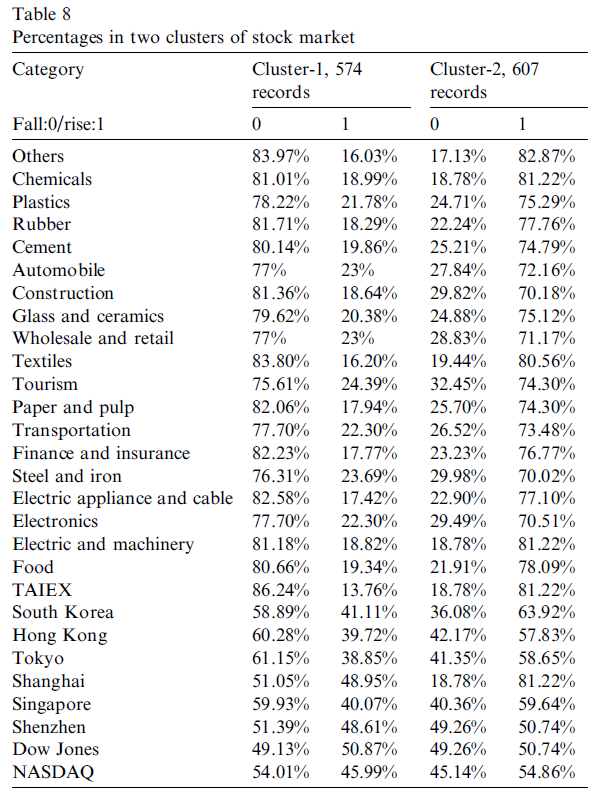 Table 8
Percentages in two clusters of stock market
Category Cluster-1, 574 records Cluster-2, 607 records
Fall:0/rise:1 0 1 0 1
Others 83.97% 16.03% 17.13% 82.87%
Chemicals 81.01% 18.99% 18.78% 81.22%
Plastics 78.22% 21.78% 24.71% 75.29%
Rubber 81.71% 18.29% 22.24% 77.76%
Cement 80.14% 19.86% 25.21% 74.79%
Automobile 77% 23% 27.84% 72.16%
Construction 81.36% 18.64% 29.82% 70.18%
Glass and ceramics 79.62% 20.38% 24.88% 75.12%
Wholesale and retail 77% 23% 28.83% 71.17%
Textiles 83.80% 16.20% 19.44% 80.56%
Tourism 75.61% 24.39% 32.45% 74.30%
Paper and pulp 82.06% 17.94% 25.70% 74.30%
Transportation 77.70% 22.30% 26.52% 73.48%
Finance and insurance 82.23% 17.77% 23.23% 76.77%
Steel and iron 76.31% 23.69% 29.98% 70.02%
Electric appliance and cable 82.58% 17.42% 22.90% 77.10%
Electronics 77.70% 22.30% 29.49% 70.51%
Electric and machinery 81.18% 18.82% 18.78% 81.22%
Food 80.66% 19.34% 21.91% 78.09%
TAIEX 86.24% 13.76% 18.78% 81.22%
South Korea 58.89% 41.11% 36.08% 63.92%
Hong Kong 60.28% 39.72% 42.17% 57.83%
Tokyo 61.15% 38.85% 41.35% 58.65%
Shanghai 51.05% 48.95% 18.78% 81.22%
Singapore 59.93% 40.07% 40.36% 59.64%
Shenzhen 51.39% 48.61% 49.26% 50.74%
Dow Jones 49.13% 50.87% 49.26% 50.74%
NASDAQ 54.01% 45.99% 45.14% 54.86%